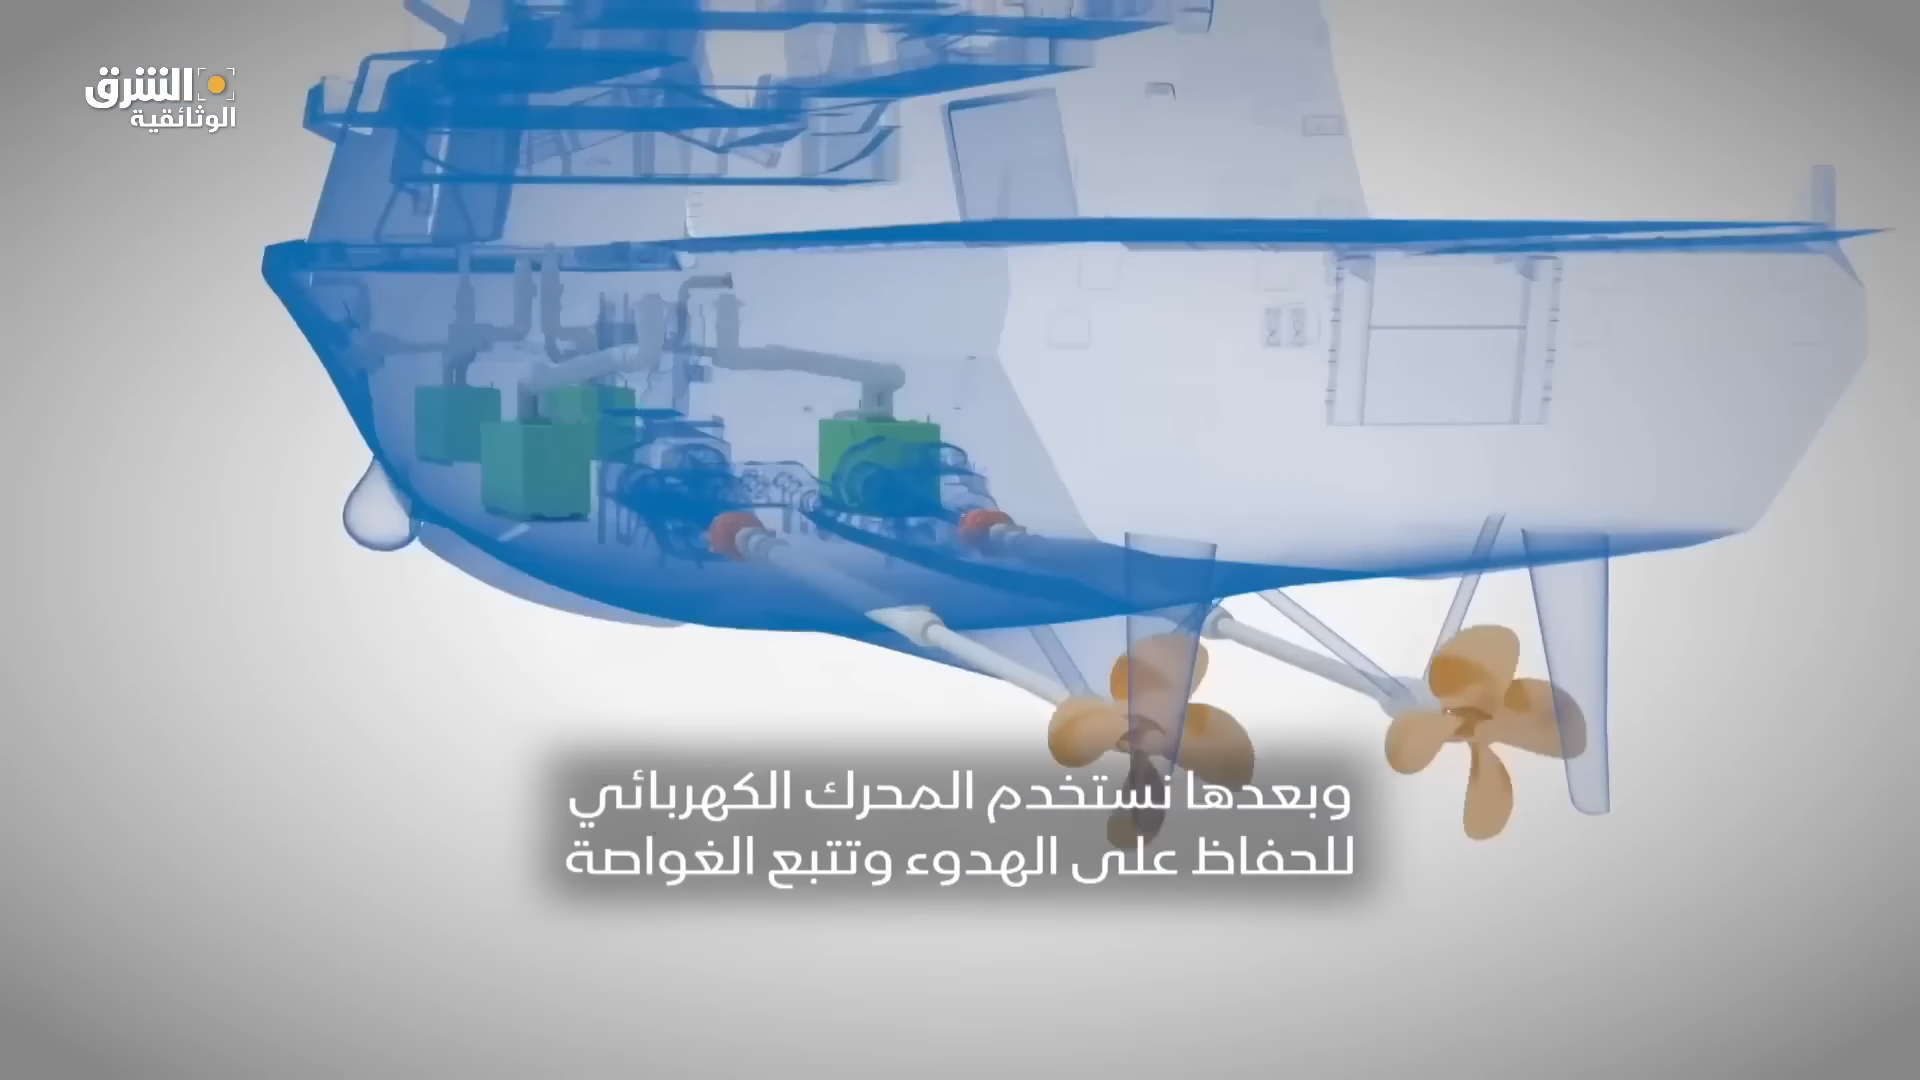 الشرق
الوثائقية
وبعدها نستخدم المحرك الكهربائي
للحفاظ على الهدوء وتتبع الغواصة